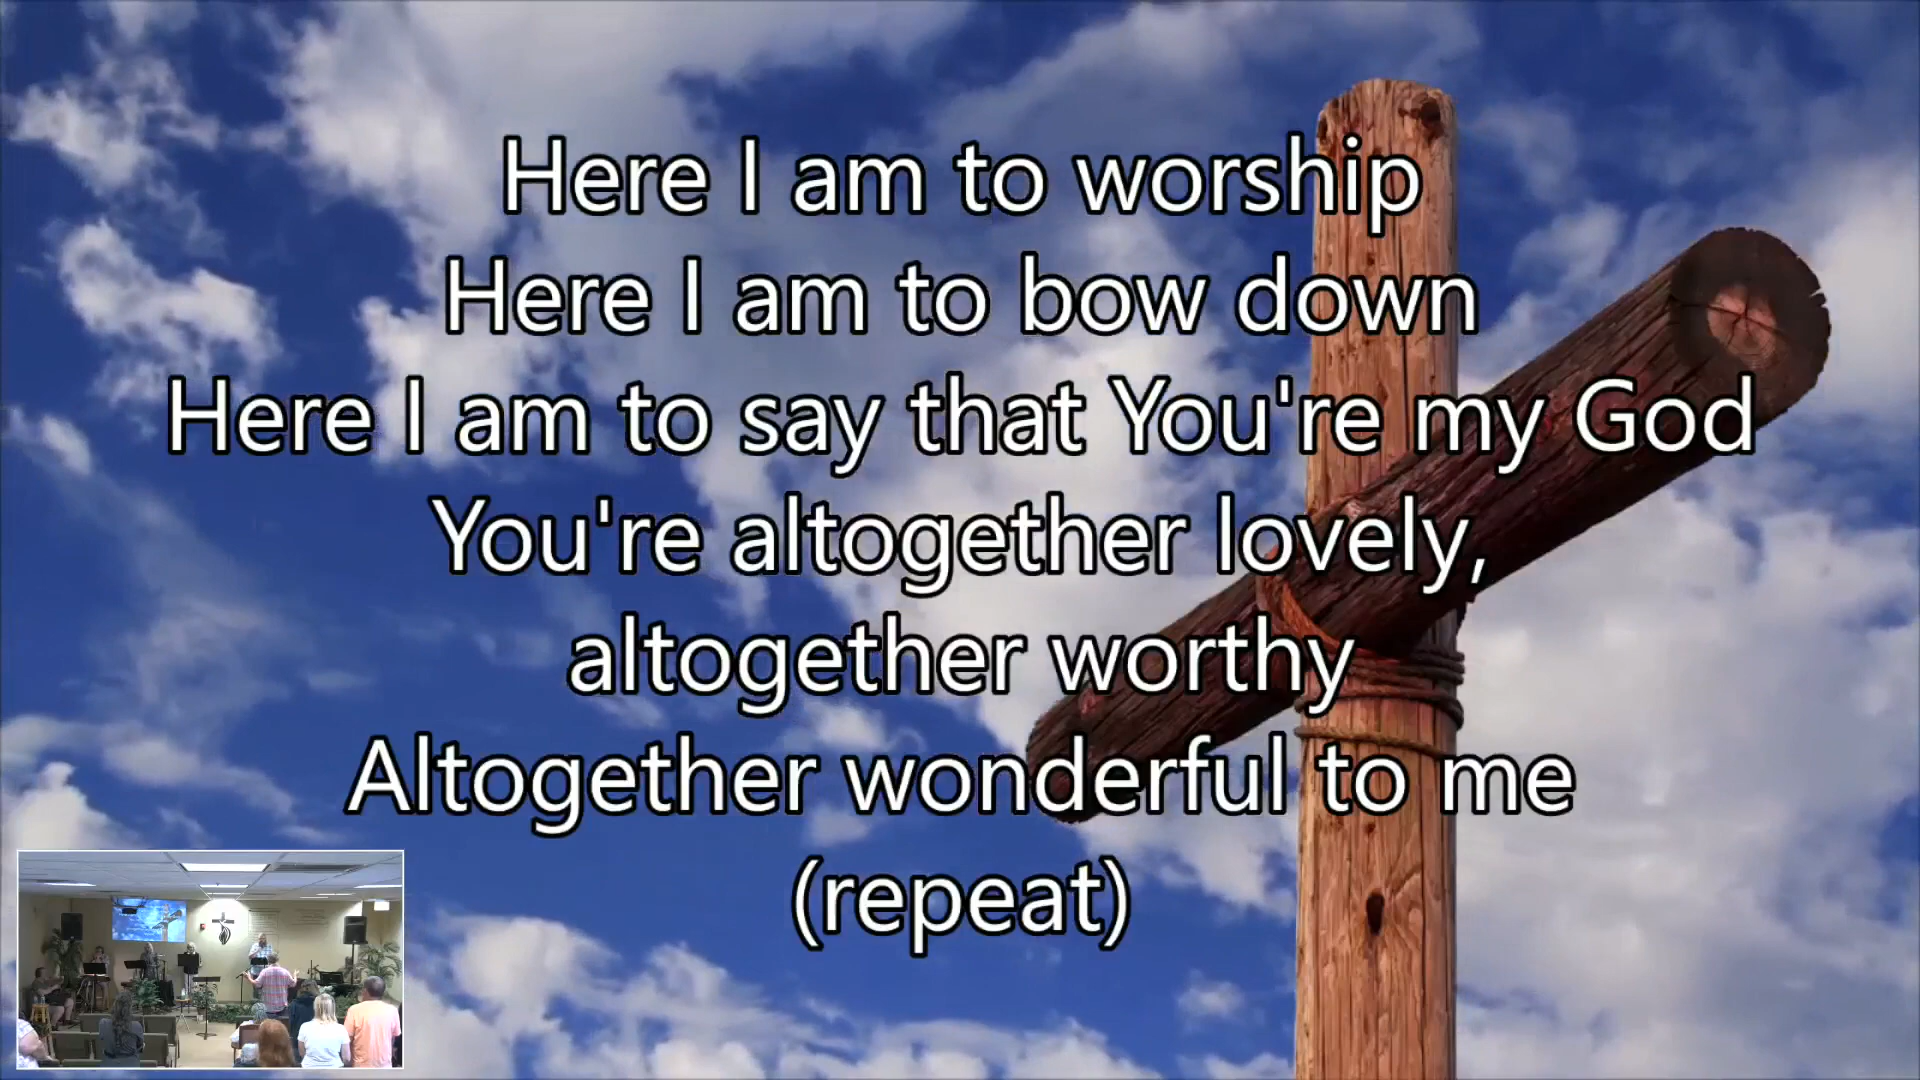 Here I am to worship
Here I am to bow down
Here I am to say that You're my God
You're altogether lovely,
altogether worthy
Altogether wonderful to me
(repeat)